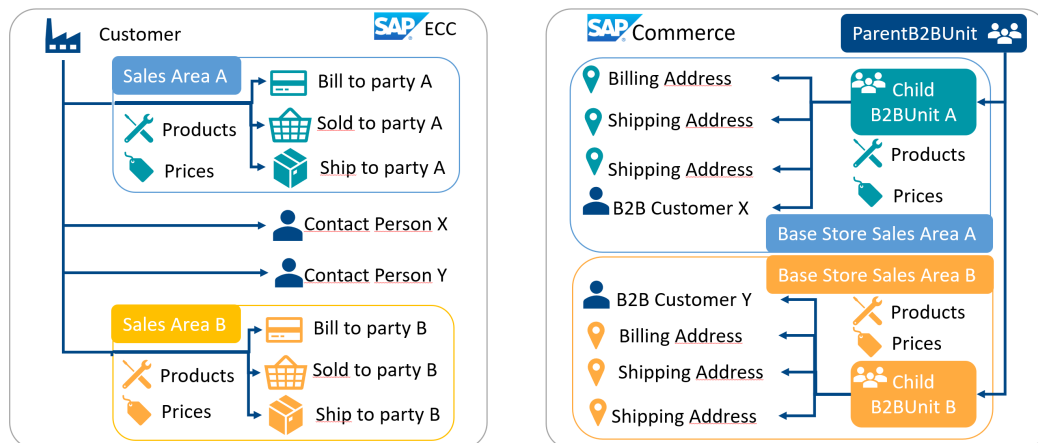 Customer
SAP ECC
Sales Area A
Bill to party A
Products
Sold to party A
Prices
Ship to party A
Contact Person X
Contact Person Y
Sales Area B
Bill to party B
Products
Sold to party B
Prices
Ship to party B
SAP Commerce
ParentB2BUnit
Billing Address
Child
B2BUnit A
Shipping Address
Products
Shipping Address
Prices
B2B Customer X
Base Store Sales Area A
Base Store Sales Area B
B2B Customer Y
Products
Billing Address
Prices
Shipping Address
Child
B2BUnit B
Shipping Address